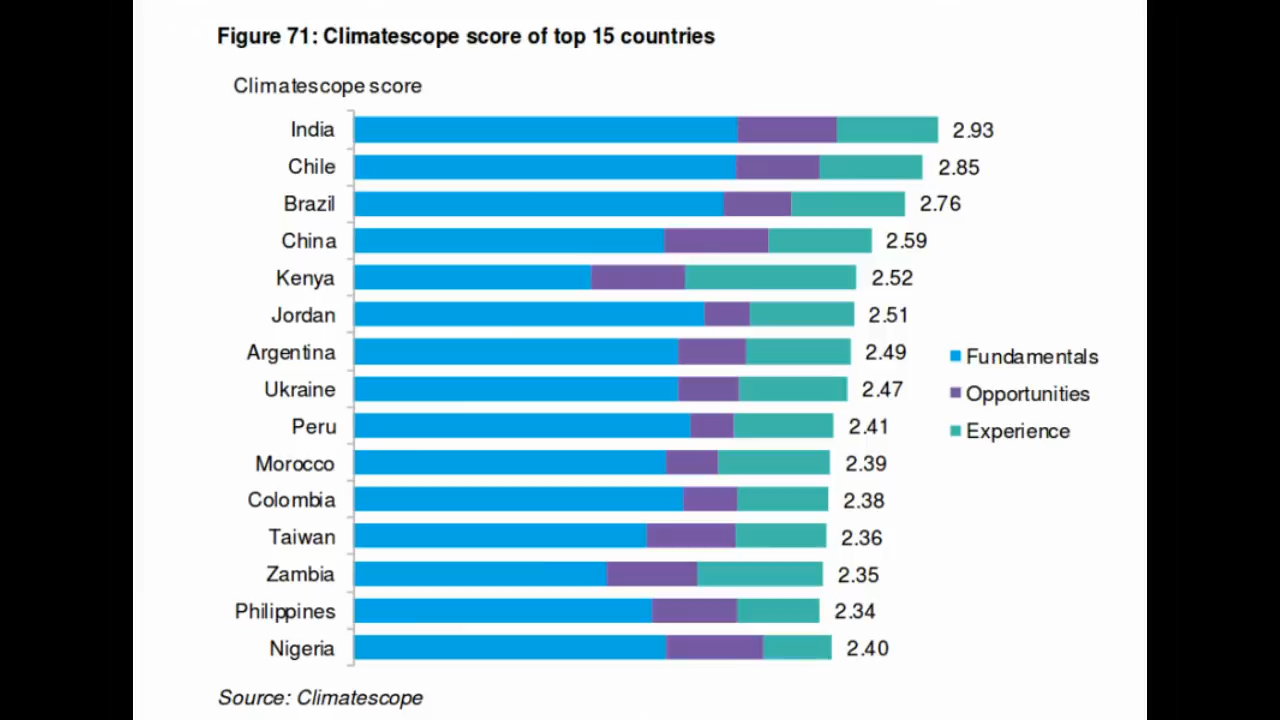 Figure 71: Climatescope score of top 15 countries
Climatescope score
India 2.93
Chile 2.85
Brazil 2.76
China 2.59
Kenya 2.52
Jordan 2.51
Argentina 2.49
Ukraine 2.47
Peru 2.41
Morocco 2.39
Colombia 2.38
Taiwan 2.36
Zambia 2.35
Philippines 2.34
Nigeria 2.40
Fundamentals
Opportunities
Experience
Source: Climatescope